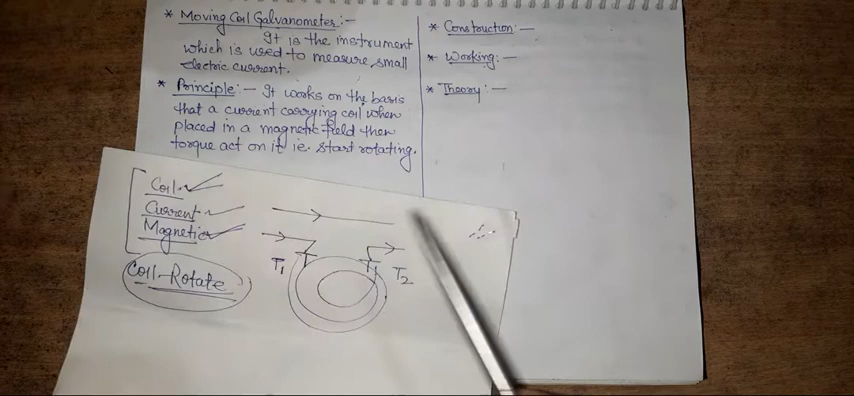 * Moving Coil Galvanometer:-
It is the instrument
which is used to measure small
electric current.
* Principle:- It works on the basis
that a current carrying coil when
placed in a magnetic field then
torque act on it i.e. start rotating.
* Construction:-
* Working:-
* Theory:-
Coil
Current
Magnetic
Coil-Rotate
T1
T2